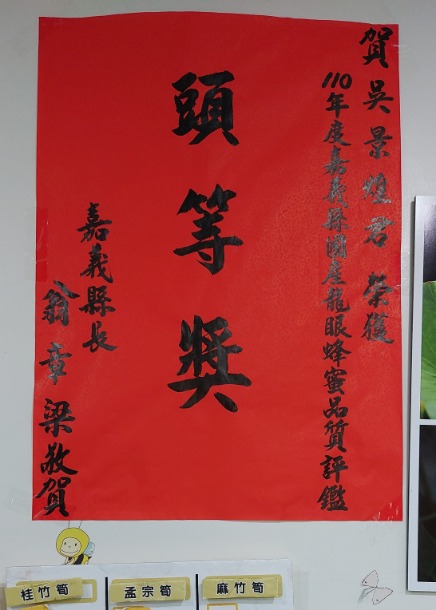 賀吳景煌君榮獲
110年度嘉義縣國產龍眼蜂蜜品質評鑑
頭等獎
嘉義縣長
翁章梁敬賀
桂竹筍
孟宗筍
麻竹筍